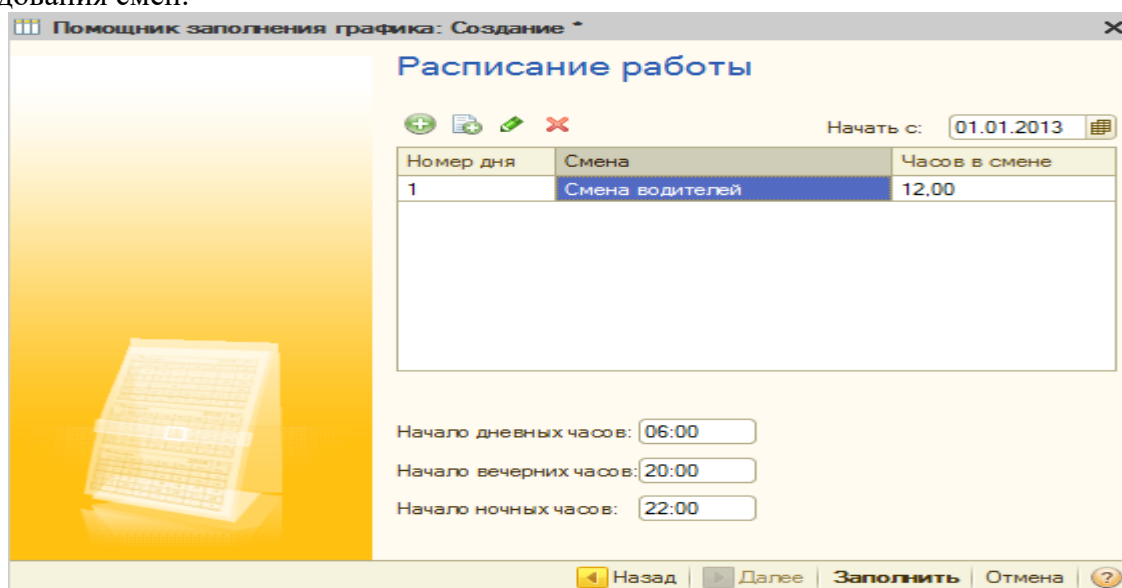 дования смен.
Помощник заполнения графика: Создание *
Расписание работы
Начать с: 01.01.2013
Номер дня Смена Часов в смене
1 Смена водителей 12,00
Начало дневных часов: 06:00
Начало вечерних часов: 20:00
Начало ночных часов: 22:00
Назад Далее Заполнить Отмена ?